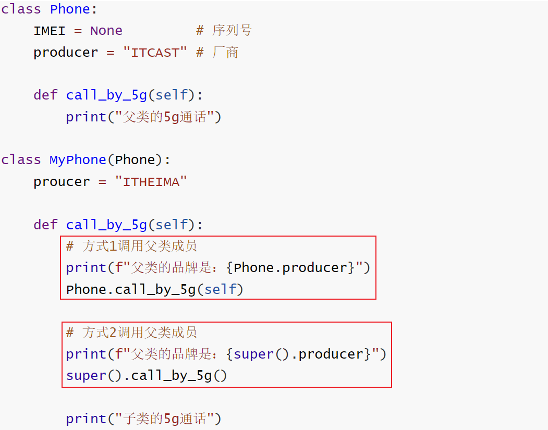 class Phone:
    IMEI = None         # 序列号
    producer = "ITCAST" # 厂商
    def call_by_5g(self):
        print("父类的5g通话")
class MyPhone(Phone):
    proucer = "ITHEIMA"
    def call_by_5g(self):
        # 方式1调用父类成员
        print(f"父类的品牌是：{Phone.producer}")
        Phone.call_by_5g(self)
        # 方式2调用父类成员
        print(f"父类的品牌是：{super().producer}")
        super().call_by_5g()
        print("子类的5g通话")